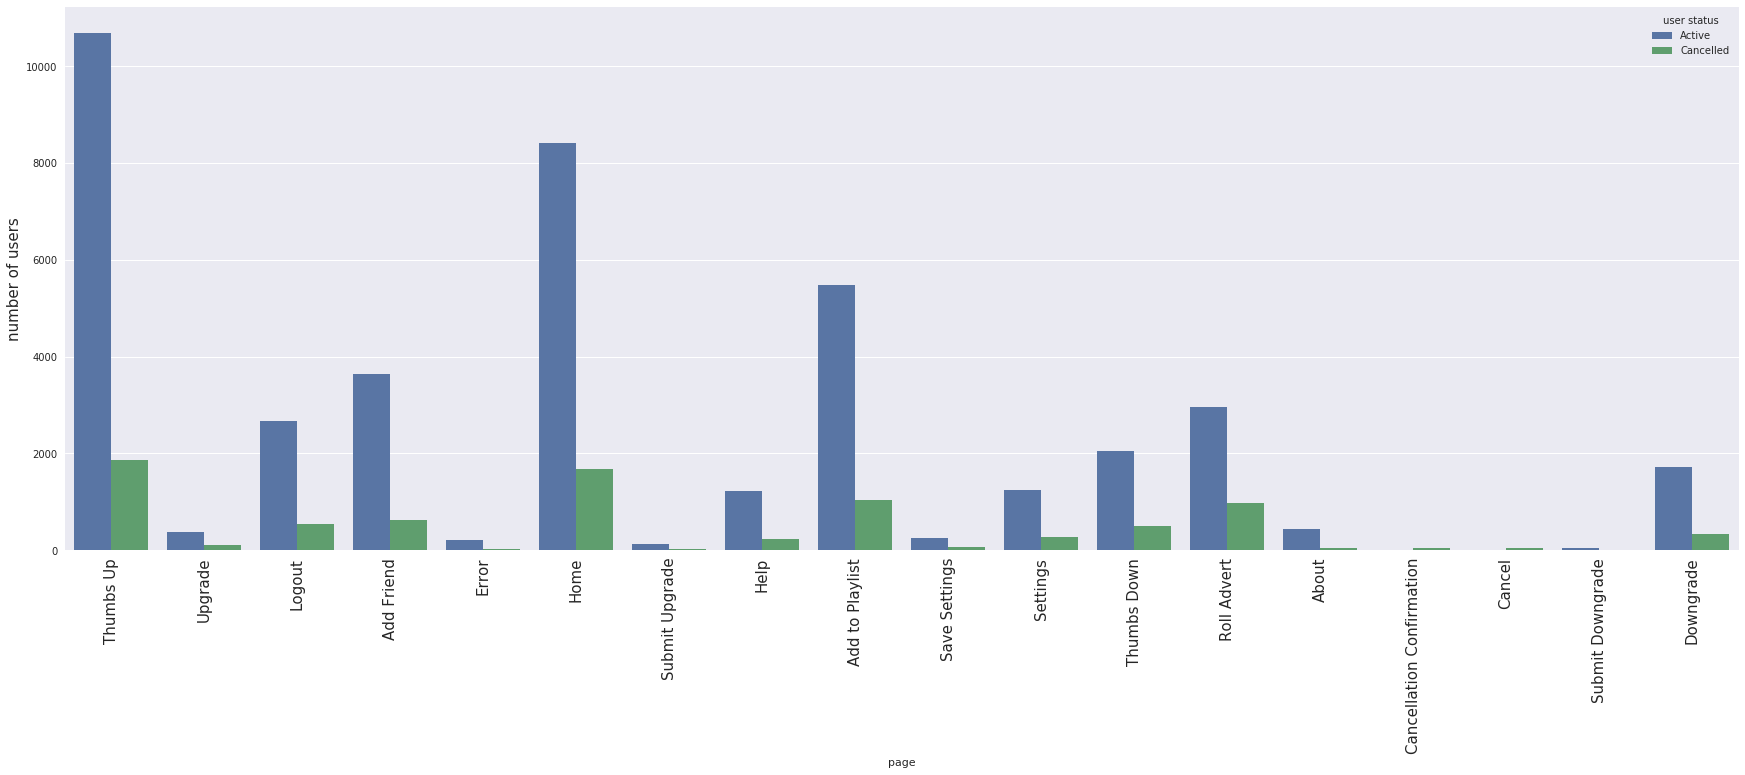 user status
Active
Cancelled
10000
8000
6000
4000
2000
0
number of users
Thumbs Up
Upgrade
Logout
Add Friend
Error
Home
Submit Upgrade
Help
Add to Playlist
Save Settings
Settings
Thumbs Down
Roll Advert
About
Cancellation Confirmation
Cancel
Submit Downgrade
Downgrade
page